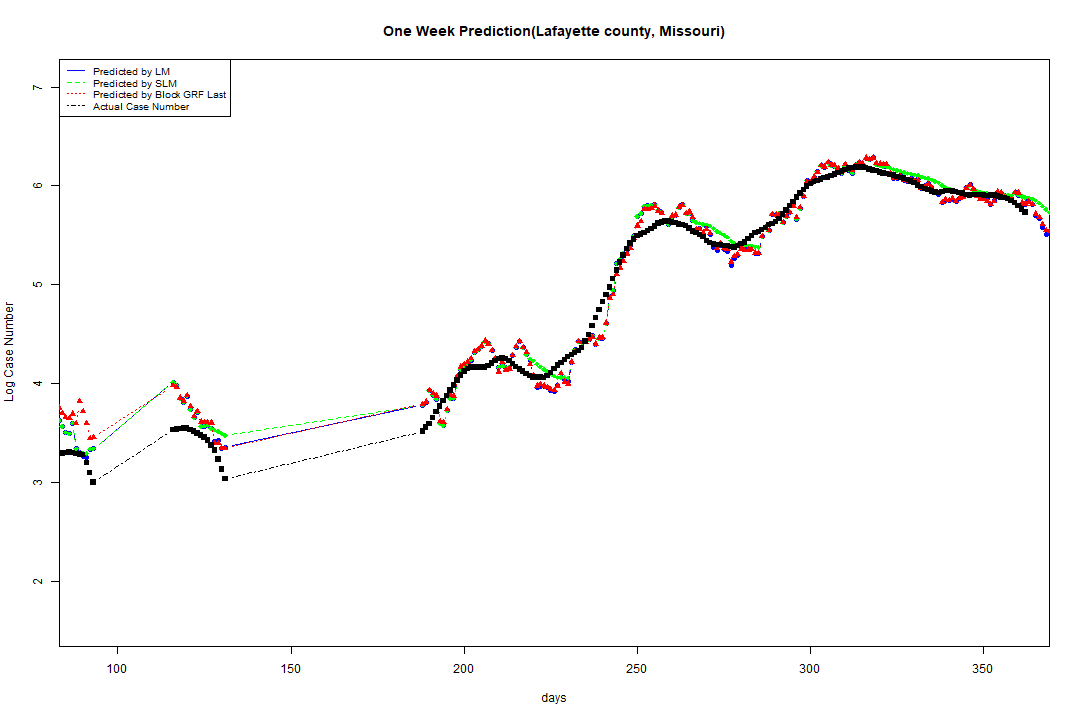 One Week Prediction(Lafayette county, Missouri)
Predicted by LM
Predicted by SLM
Predicted by Block GRF Last
Actual Case Number
7
6
5
4
3
2
Log Case Number
100 150 200 250 300 350
days